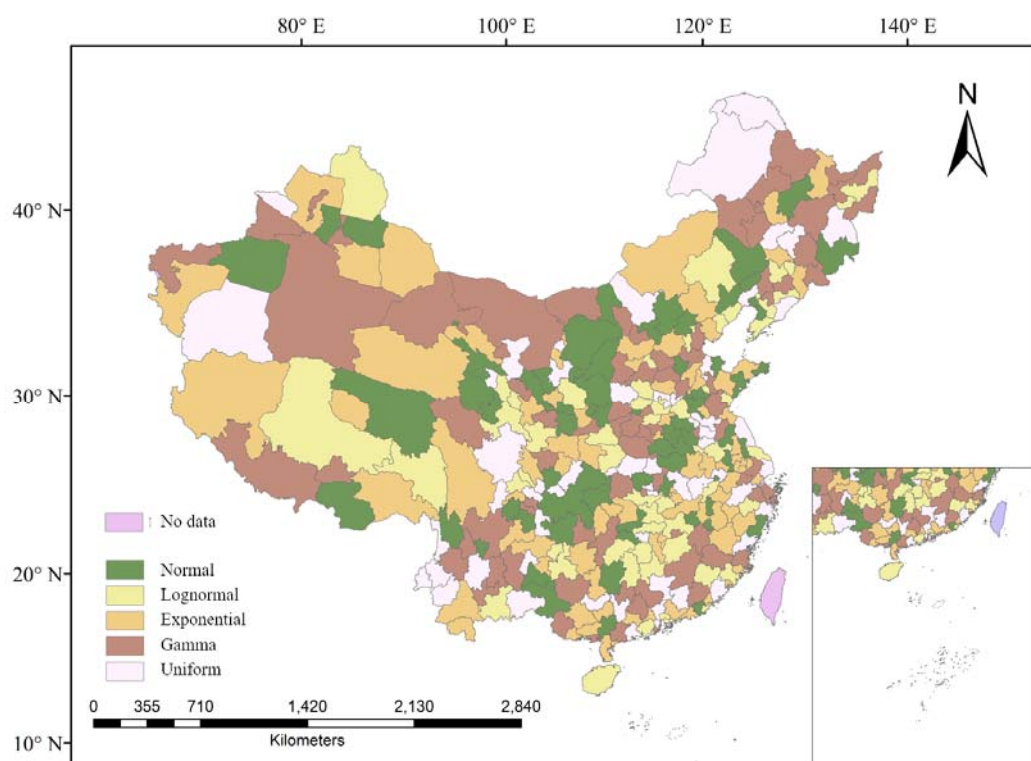 80° E 100° E 120° E 140° E
N
40° N
30° N
20° N
10° N
No data
Normal
Lognormal
Exponential
Gamma
Uniform
0 355 710 1,420 2,130 2,840
Kilometers